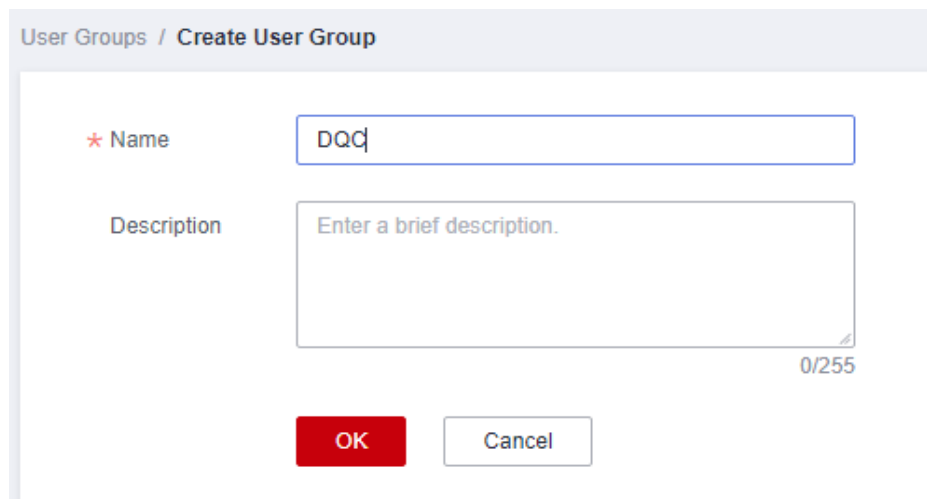 User Groups / Create User Group
* Name DQC
Description Enter a brief description.
0/255
OK Cancel